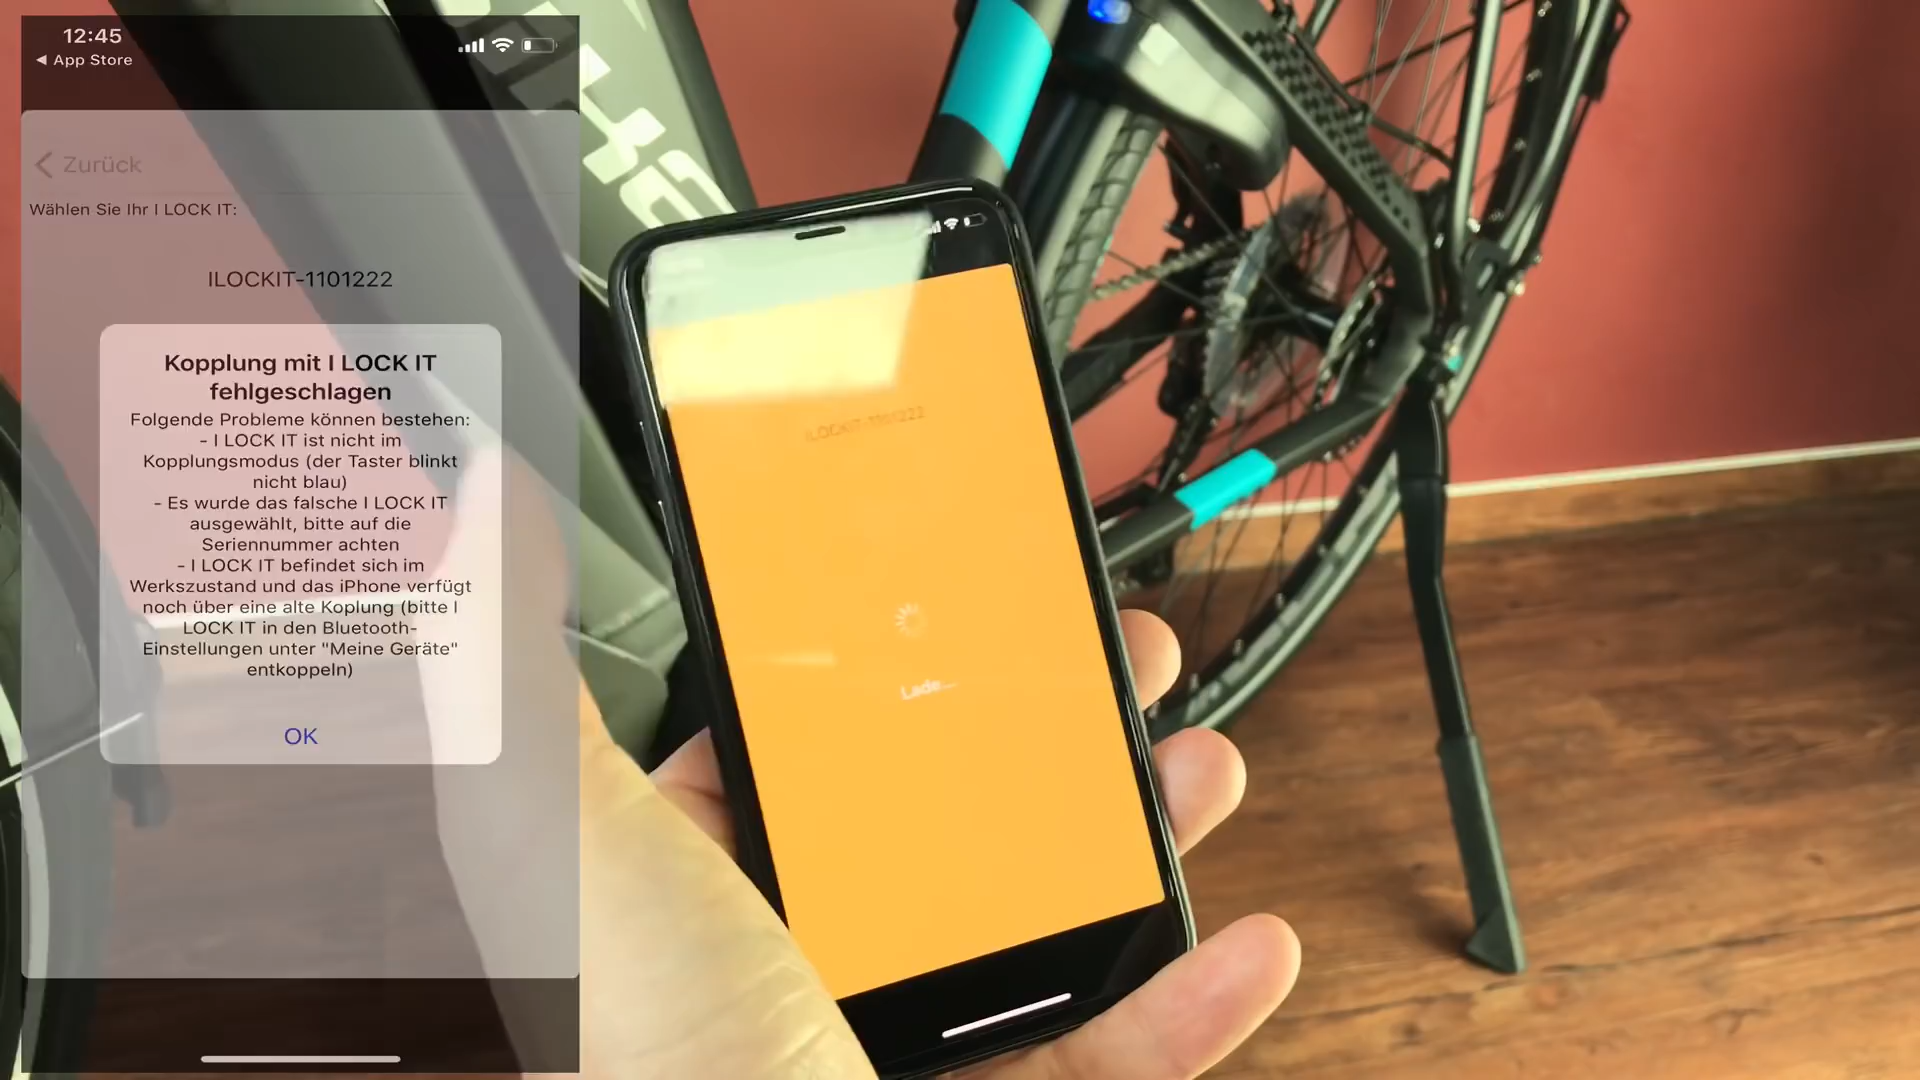 12:45
◀ App Store
Zurück
Wählen Sie Ihr I LOCK IT:
ILOCKIT-1101222
Kopplung mit I LOCK IT
fehlgeschlagen
Folgende Probleme können bestehen:
- I LOCK IT ist nicht im
Kopplungsmodus (der Taster blinkt
nicht blau)
- Es wurde das falsche I LOCK IT
ausgewählt, bitte auf die
Seriennummer achten
- I LOCK IT befindet sich im
Werkszustand und das iPhone verfügt
noch über eine alte Koplung (bitte I
LOCK IT in den Bluetooth-
Einstellungen unter "Meine Geräte"
entkoppeln)
OK
ILOCKIT-1101222
Lade...